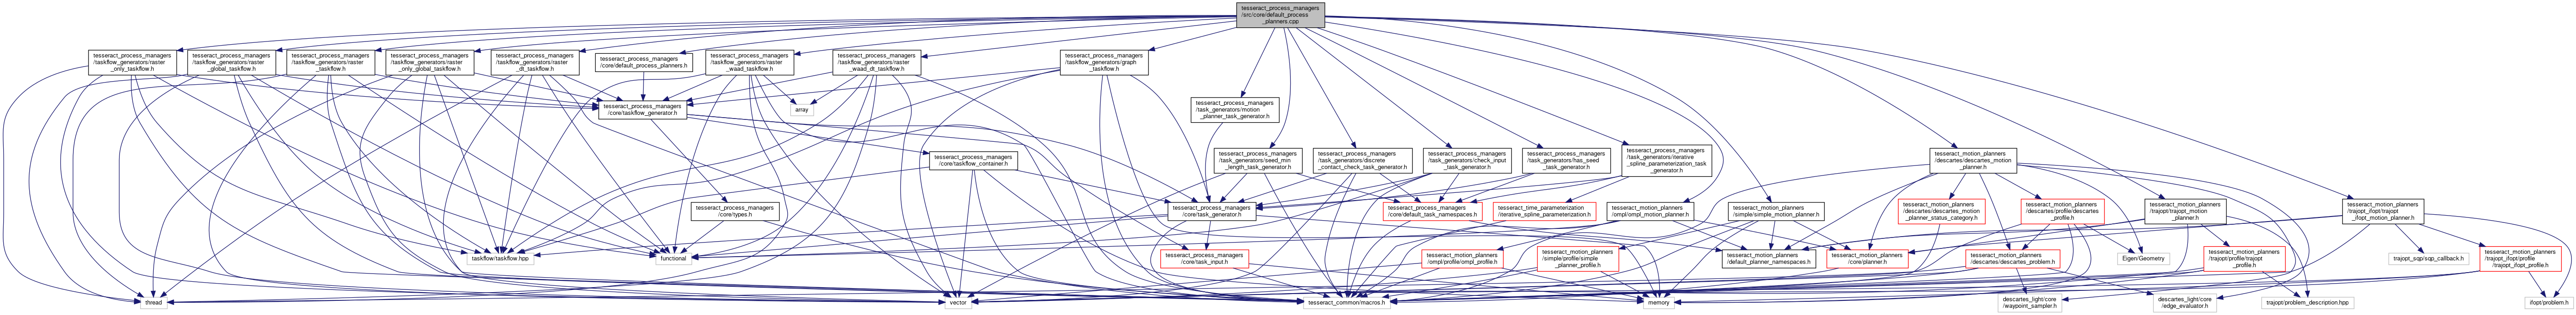 tesseract_process_managers
/src/core/default_process
_planners.cpp
tesseract_process_managers
/taskflow_generators/raster
_only_taskflow.h
tesseract_process_managers
/taskflow_generators/raster
_global_taskflow.h
tesseract_process_managers
/taskflow_generators/raster
_taskflow.h
tesseract_process_managers
/taskflow_generators/raster
_only_global_taskflow.h
tesseract_process_managers
/taskflow_generators/raster
_dt_taskflow.h
tesseract_process_managers
/core/default_process_planners.h
tesseract_process_managers
/taskflow_generators/raster
_waad_taskflow.h
tesseract_process_managers
/taskflow_generators/raster
_waad_dt_taskflow.h
tesseract_process_managers
/taskflow_generators/graph
_taskflow.h
tesseract_process_managers
/core/taskflow_generator.h
array
tesseract_process_managers
/task_generators/motion
_planner_task_generator.h
tesseract_process_managers
/core/taskflow_container.h
tesseract_process_managers
/task_generators/seed_min
_length_task_generator.h
tesseract_process_managers
/task_generators/discrete
_contact_check_task_generator.h
tesseract_process_managers
/task_generators/check_input
_task_generator.h
tesseract_process_managers
/task_generators/has_seed
_task_generator.h
tesseract_process_managers
/task_generators/iterative
_spline_parameterization_task
_generator.h
tesseract_motion_planners
/descartes/descartes_motion
_planner.h
tesseract_process_managers
/core/types.h
tesseract_process_managers
/core/task_generator.h
tesseract_process_managers
/core/default_task_namespaces.h
tesseract_time_parameterization
/iterative_spline_parameterization.h
tesseract_motion_planners
/ompl/ompl_motion_planner.h
tesseract_motion_planners
/simple/simple_motion_planner.h
tesseract_motion_planners
/descartes/descartes_motion
_planner_status_category.h
tesseract_motion_planners
/descartes/profile/descartes
_profile.h
tesseract_motion_planners
/trajopt/trajopt_motion
_planner.h
tesseract_motion_planners
/trajopt_ifopt/trajopt
_ifopt_motion_planner.h
taskflow/taskflow.hpp
functional
tesseract_process_managers
/core/task_input.h
tesseract_motion_planners
/ompl/profile/ompl_profile.h
tesseract_motion_planners
/simple/profile/simple
_planner_profile.h
tesseract_motion_planners
/default_planner_namespaces.h
tesseract_motion_planners
/core/planner.h
tesseract_motion_planners
/descartes/descartes_problem.h
Eigen/Geometry
tesseract_motion_planners
/trajopt/profile/trajopt
_profile.h
trajopt_sqp/sqp_callback.h
tesseract_motion_planners
/trajopt_ifopt/profile
/trajopt_ifopt_profile.h
thread
vector
tesseract_common/macros.h
memory
descartes_light/core
/waypoint_sampler.h
descartes_light/core
/edge_evaluator.h
trajopt/problem_description.hpp
ifopt/problem.h